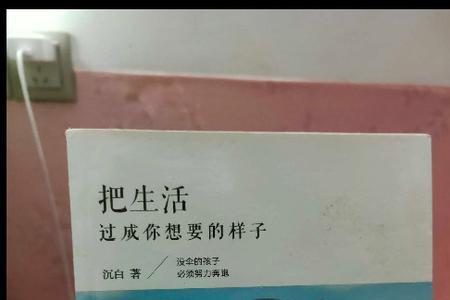 把生活
过成你想要的样子
沉白 著
没伞的孩子
必须努力奔跑